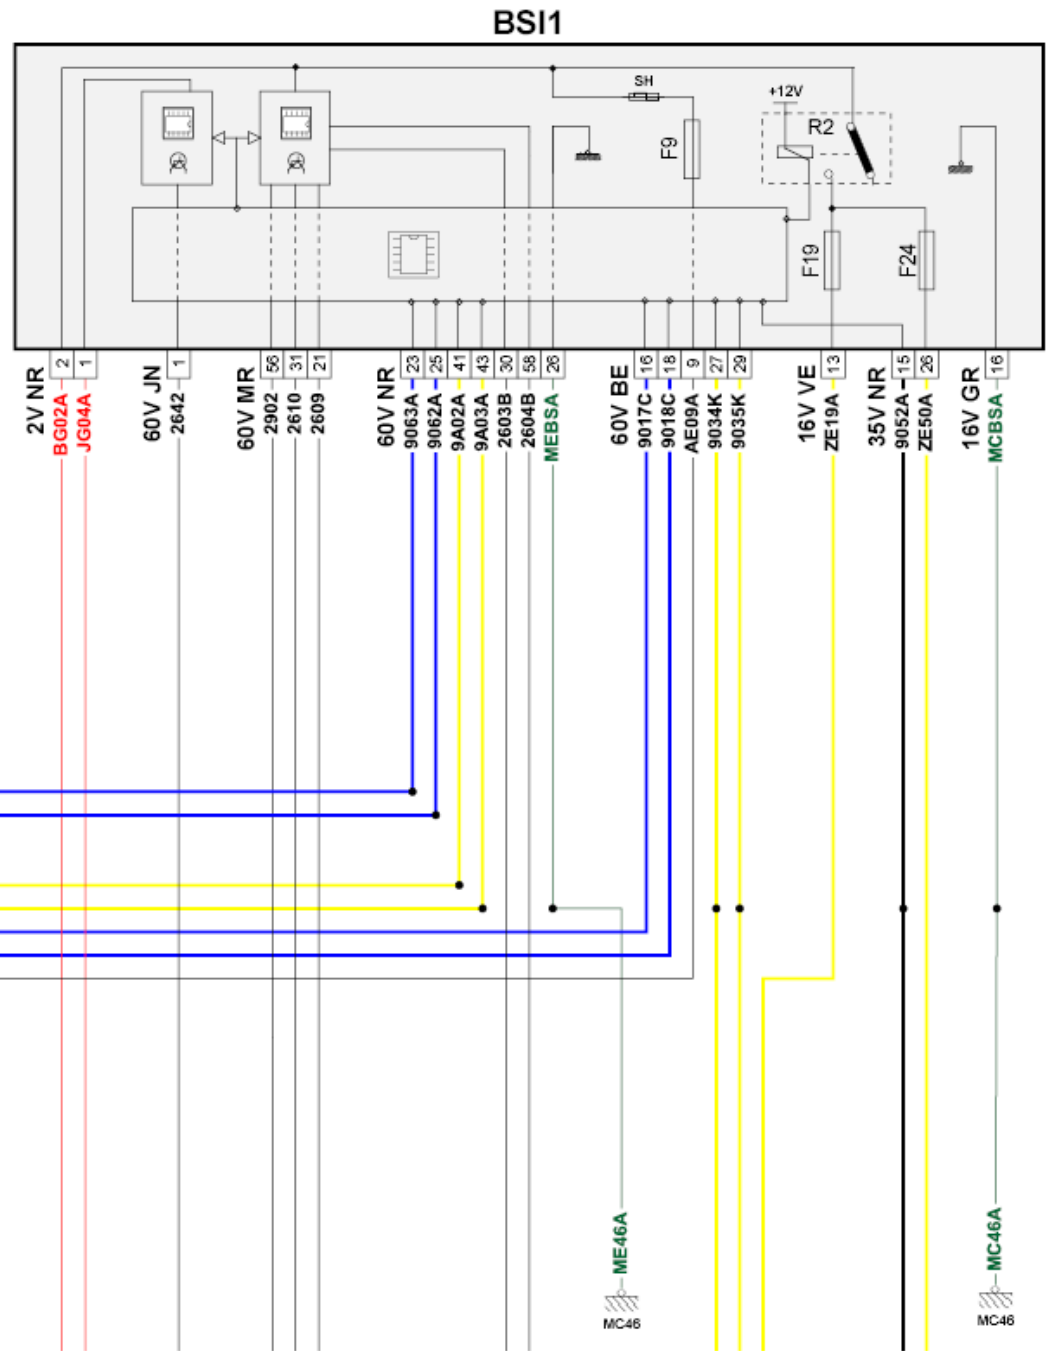 BSI1
SH
+12V
R2
F9
F19
F24
2V NR
2
BG02A
1
JG04A
60V JN
1
2642
60V MR
56
2902
31
2610
21
2609
60V NR
23
9063A
25
9062A
41
9A02A
43
9A03A
30
2603B
58
2604B
26
MEBSA
60V BE
16
9017C
18
9018C
9
AE09A
27
9034K
29
9035K
16V VE
13
ZE19A
35V NR
15
9052A
26
ZE50A
16V GR
16
MCBSA
ME46A
MC46
MC46A
MC46